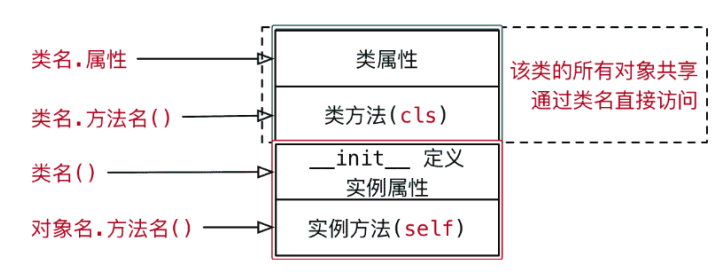 类名.属性
类属性
该类的所有对象共享
通过类名直接访问
类名.方法名()
类方法(cls)
类名()
__init__ 定义
实例属性
对象名.方法名()
实例方法(self)